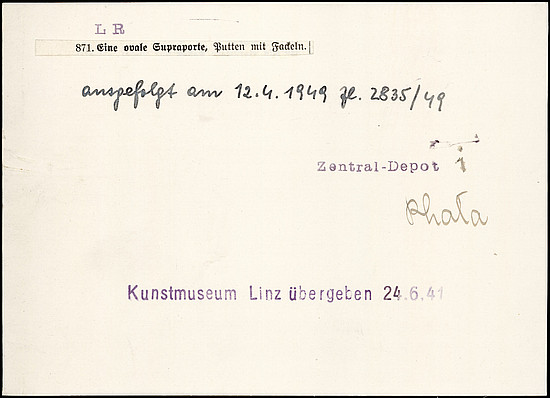 L R
871. Eine ovale Supraporte, Putten mit Fackeln.
ausgefolgt am 12.4.1949 Zl. 2835/49
Zentral-Depot
Kunstmuseum Linz übergeben 24.6.41